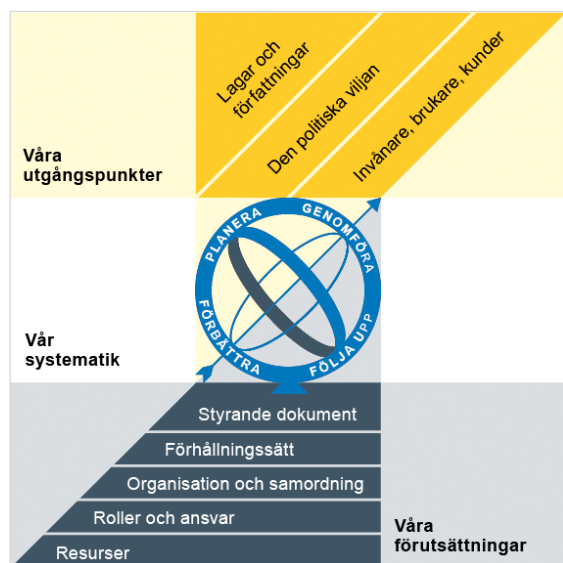 Lagar och
författningar
Den politiska viljan
Invånare, brukare, kunder
Våra
utgångspunkter
PLANERA
GENOMFÖRA
FÖLJA UPP
FÖRBÄTTRA
Vår
systematik
Styrande dokument
Förhållningssätt
Organisation och samordning
Roller och ansvar
Resurser
Våra
förutsättningar